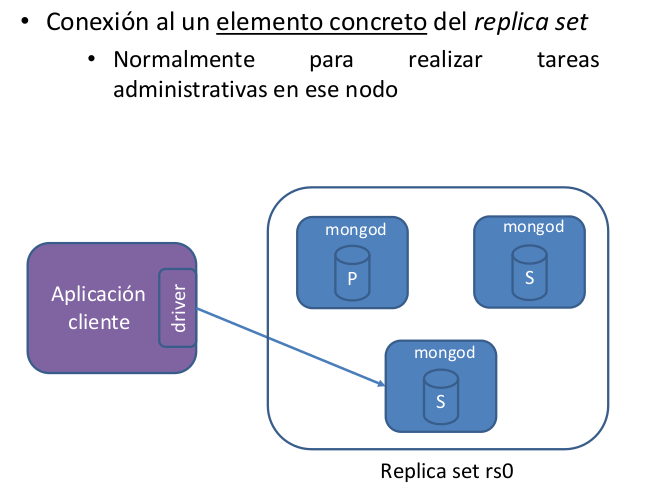 • Conexión al un elemento concreto del replica set
• Normalmente para realizar tareas
administrativas en ese nodo
mongod
P
mongod
S
Aplicación
cliente
driver
mongod
S
Replica set rs0